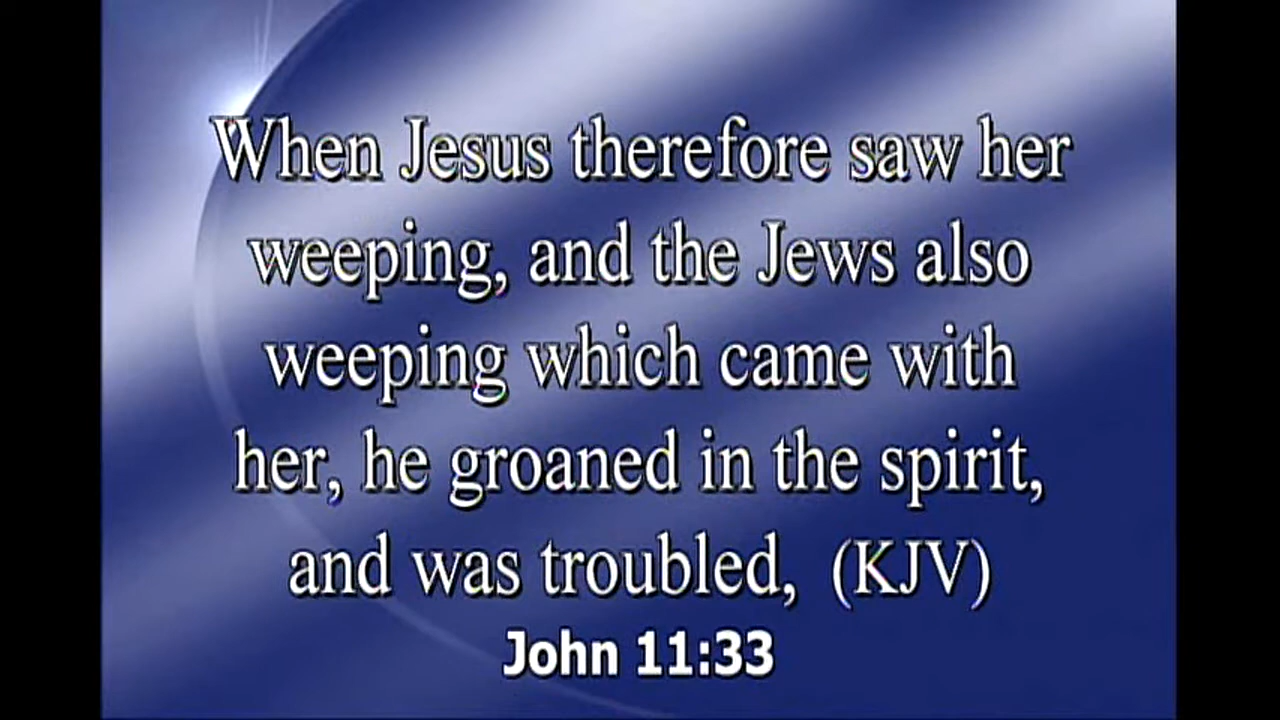 When Jesus therefore saw her
weeping, and the Jews also
weeping which came with
her, he groaned in the spirit,
and was troubled, (KJV)
John 11:33